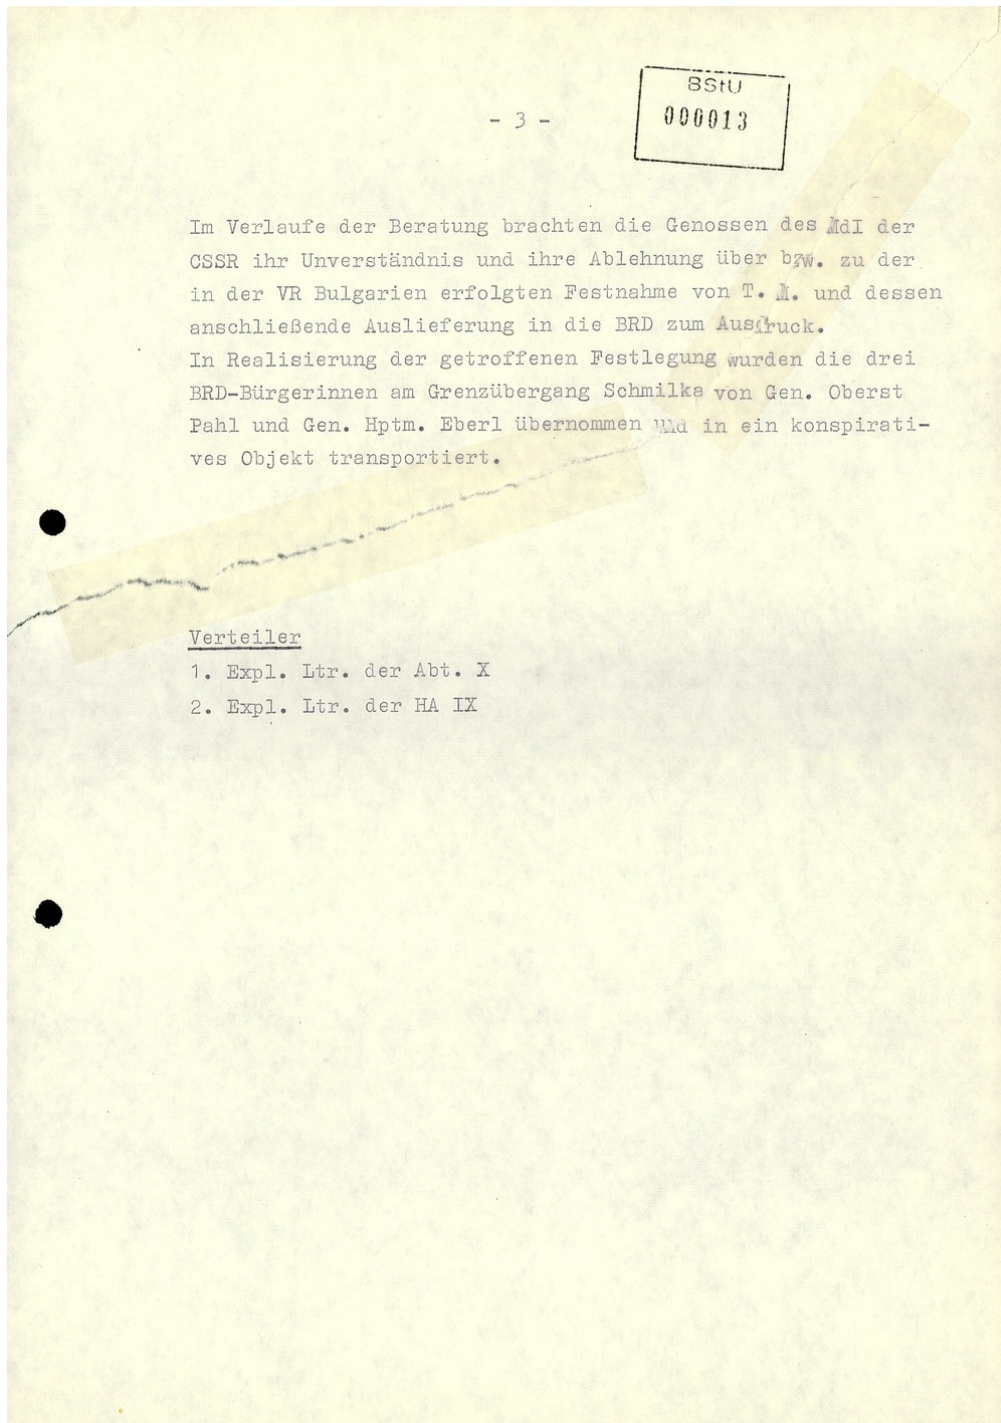 BStU
000013
- 3 -
Im Verlaufe der Beratung brachten die Genossen des MdI der
CSSR ihr Unverständnis und ihre Ablehnung über bzw. zu der
in der VR Bulgarien erfolgten Festnahme von T. M. und dessen
anschließende Auslieferung in die BRD zum Ausdruck.
In Realisierung der getroffenen Festlegung wurden die drei
BRD-Bürgerinnen am Grenzübergang Schmilka von Gen. Oberst
Pahl und Gen. Hptm. Eberl übernommen und in ein konspirati-
ves Objekt transportiert.
Verteiler
1. Expl. Ltr. der Abt. X
2. Expl. Ltr. der HA IX